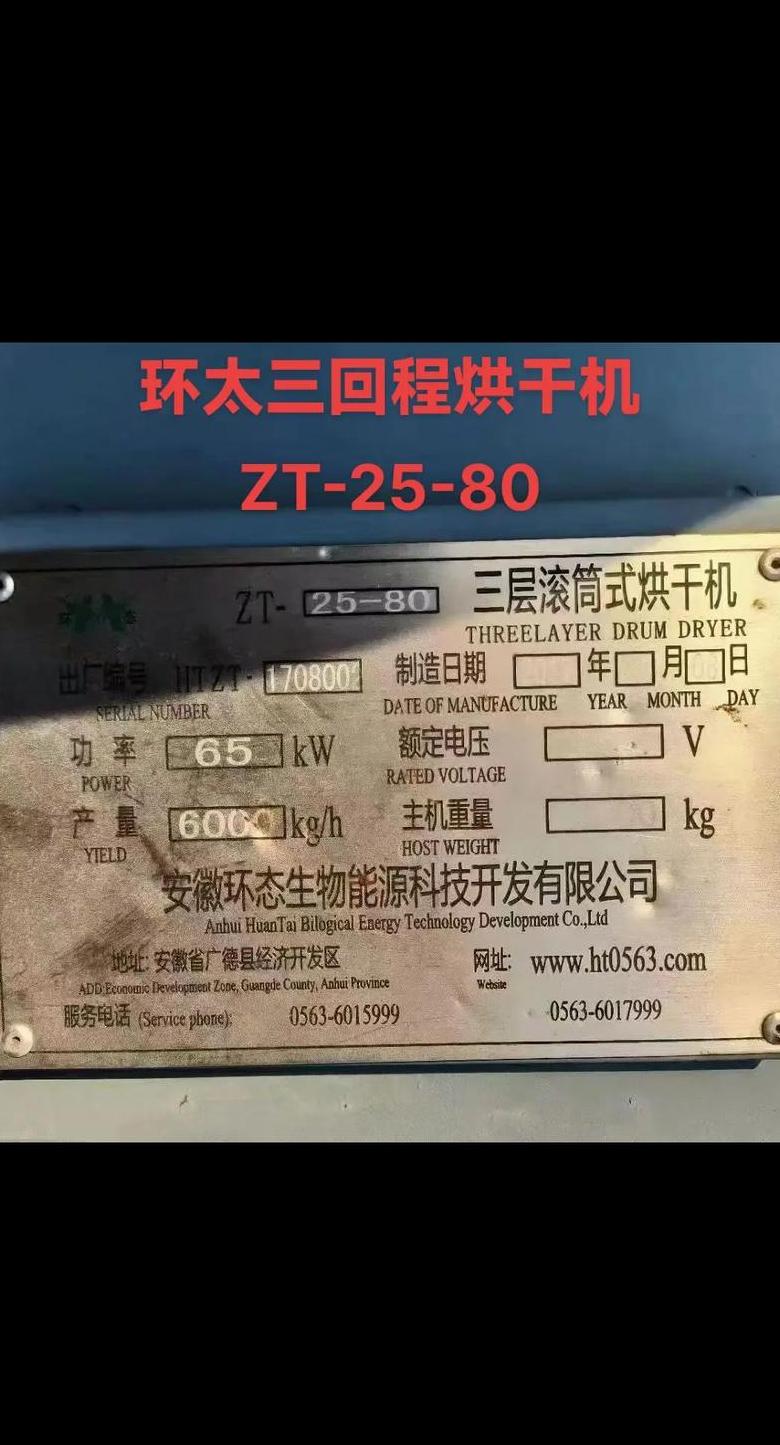 环太三回程烘干机
ZT-25-80
ZT- 25-80 三层滚筒式烘干机
THREELAYER DRUM DRYER
出厂编号 HTZT- 1708002 制造日期 年 月 日
SERIAL NUMBER DATE OF MANUFACTURE YEAR MONTH DAY
功率 65 kW 额定电压 V
POWER RATED VOLTAGE
产量 6000 kg/h 主机重量 kg
YIELD HOST WEIGHT
安徽环态生物能源科技开发有限公司
Anhui HuanTai Bilogical Energy Technology Development Co.,Ltd
地址: 安徽省广德县经济开发区 网址: www.ht0563.com
ADD:Economic Development Zone, Guangde County, Anhui Province Website
服务电话 (Service phone): 0563-6015999 0563-6017999